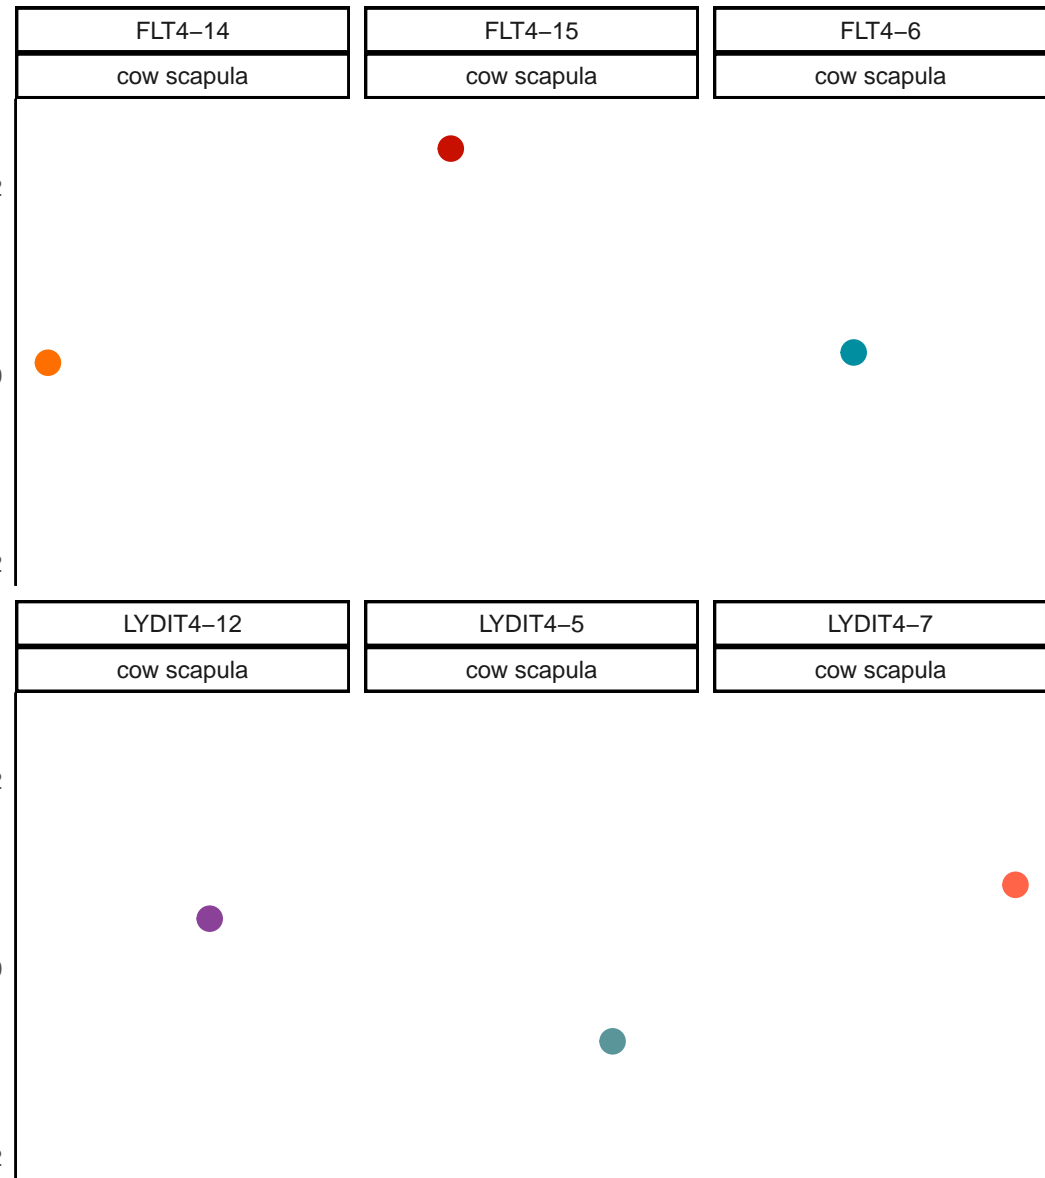 FLT4–14 FLT4–15 FLT4–6
cow scapula cow scapula cow scapula
LYDIT4–12 LYDIT4–5 LYDIT4–7
cow scapula cow scapula cow scapula